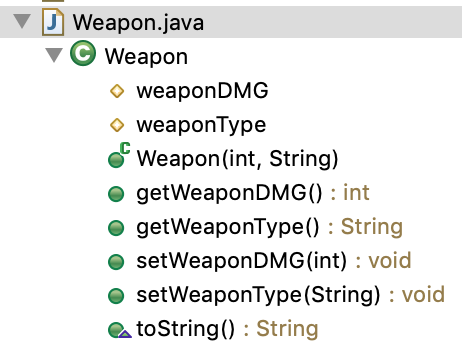 Weapon.java
Weapon
weaponDMG
weaponType
Weapon(int, String)
getWeaponDMG() : int
getWeaponType() : String
setWeaponDMG(int) : void
setWeaponType(String) : void
toString() : String